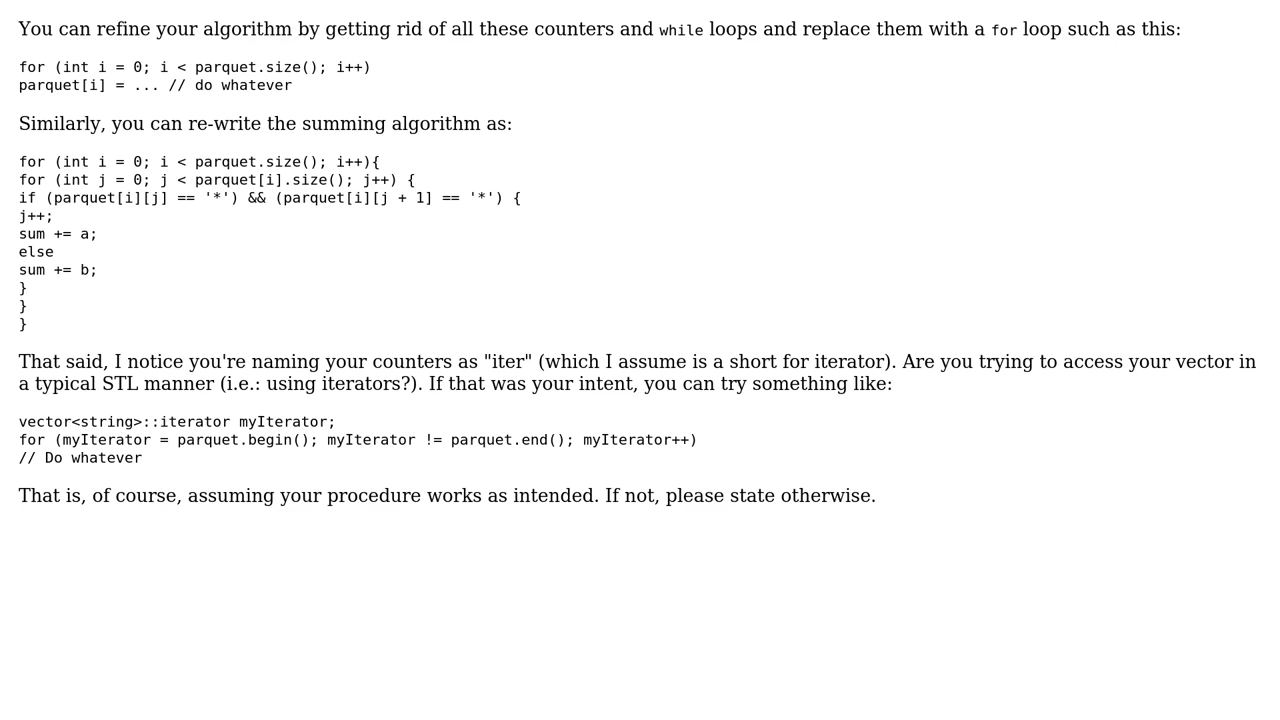 You can refine your algorithm by getting rid of all these counters and while loops and replace them with a for loop such as this:
for (int i = 0; i < parquet.size(); i++)
parquet[i] = ... // do whatever
Similarly, you can re-write the summing algorithm as:
for (int i = 0; i < parquet.size(); i++){
for (int j = 0; j < parquet[i].size(); j++) {
if (parquet[i][j] == '*') && (parquet[i][j + 1] == '*') {
j++;
sum += a;
else
sum += b;
}
}
}
That said, I notice you're naming your counters as "iter" (which I assume is a short for iterator). Are you trying to access your vector in
a typical STL manner (i.e.: using iterators?). If that was your intent, you can try something like:
vector<string>::iterator myIterator;
for (myIterator = parquet.begin(); myIterator != parquet.end(); myIterator++)
// Do whatever
That is, of course, assuming your procedure works as intended. If not, please state otherwise.